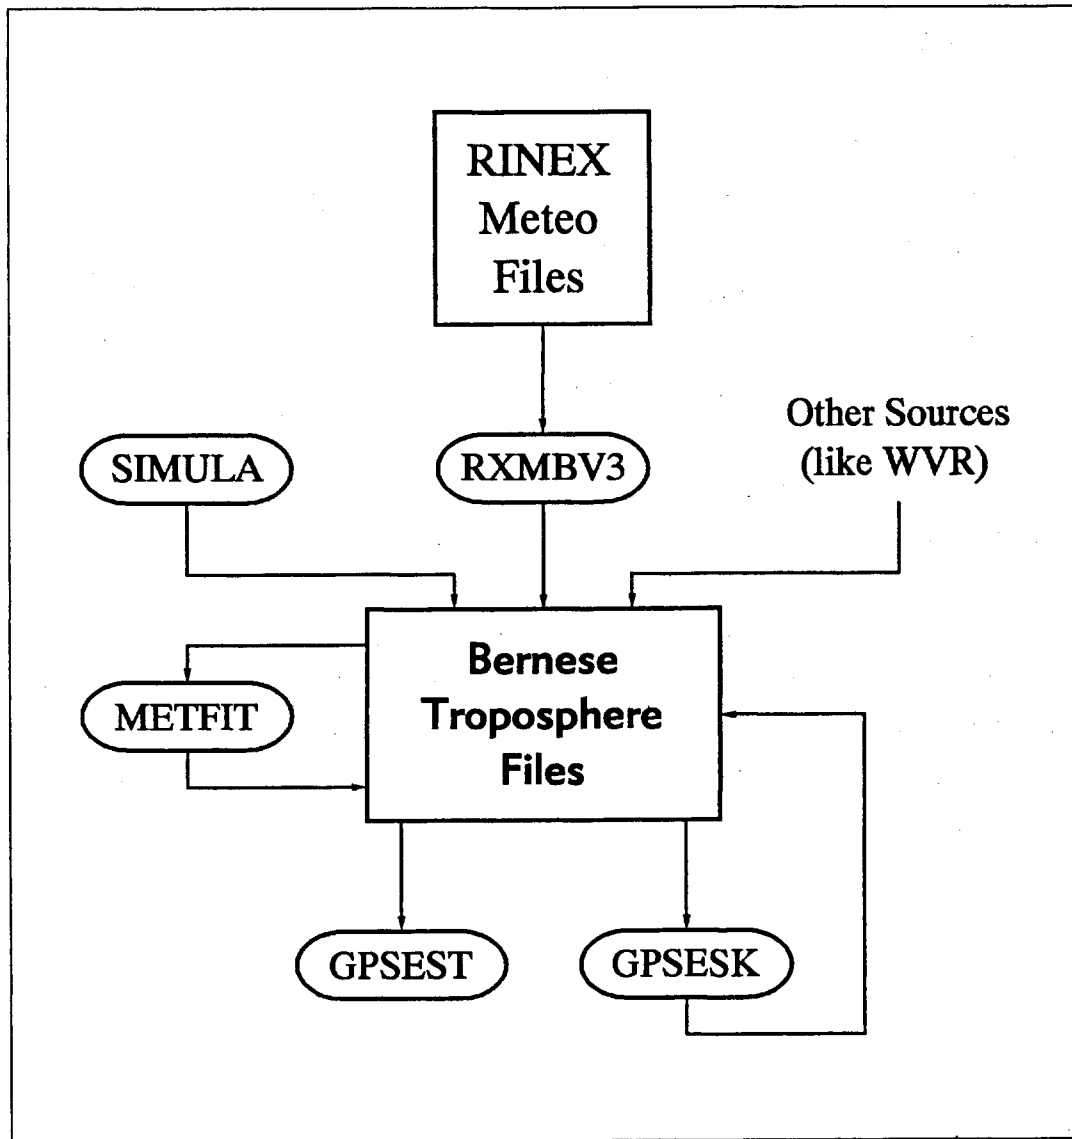 RINEX
Meteo
Files
Other Sources
(like WVR)
SIMULA
RXMBV3
Bernese
Troposphere
Files
METFIT
GPSEST
GPSESK